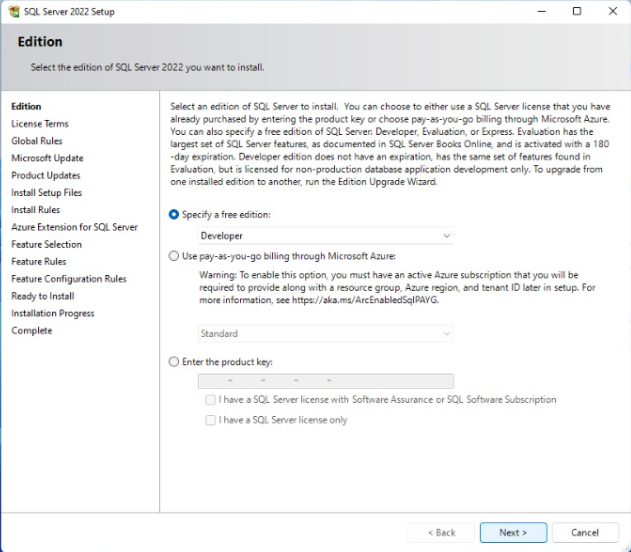 SQL Server 2022 Setup
Edition
Select the edition of SQL Server 2022 you want to install.
Edition
License Terms
Global Rules
Microsoft Update
Product Updates
Install Setup Files
Install Rules
Azure Extension for SQL Server
Feature Selection
Feature Rules
Feature Configuration Rules
Ready to Install
Installation Progress
Complete
Select an edition of SQL Server to install. You can choose to either use a SQL Server license that you have
already purchased by entering the product key or choose pay-as-you-go billing through Microsoft Azure.
You can also specify a free edition of SQL Server: Developer, Evaluation, or Express. Evaluation has the
largest set of SQL Server features, as documented in SQL Server Books Online, and is activated with a 180
-day expiration. Developer edition does not have an expiration, has the same set of features found in
Evaluation, but is licensed for non-production database application development only. To upgrade from
one installed edition to another, run the Edition Upgrade Wizard.
Specify a free edition:
Developer
Use pay-as-you-go billing through Microsoft Azure:
Warning: To enable this option, you must have an active Azure subscription that you will be
required to provide along with a resource group, Azure region, and tenant ID later in setup. For
more information, see https://aka.ms/ArcEnabledSqlPAYG.
Standard
Enter the product key:
- - - -
I have a SQL Server license with Software Assurance or SQL Software Subscription
I have a SQL Server license only
< Back
Next >
Cancel